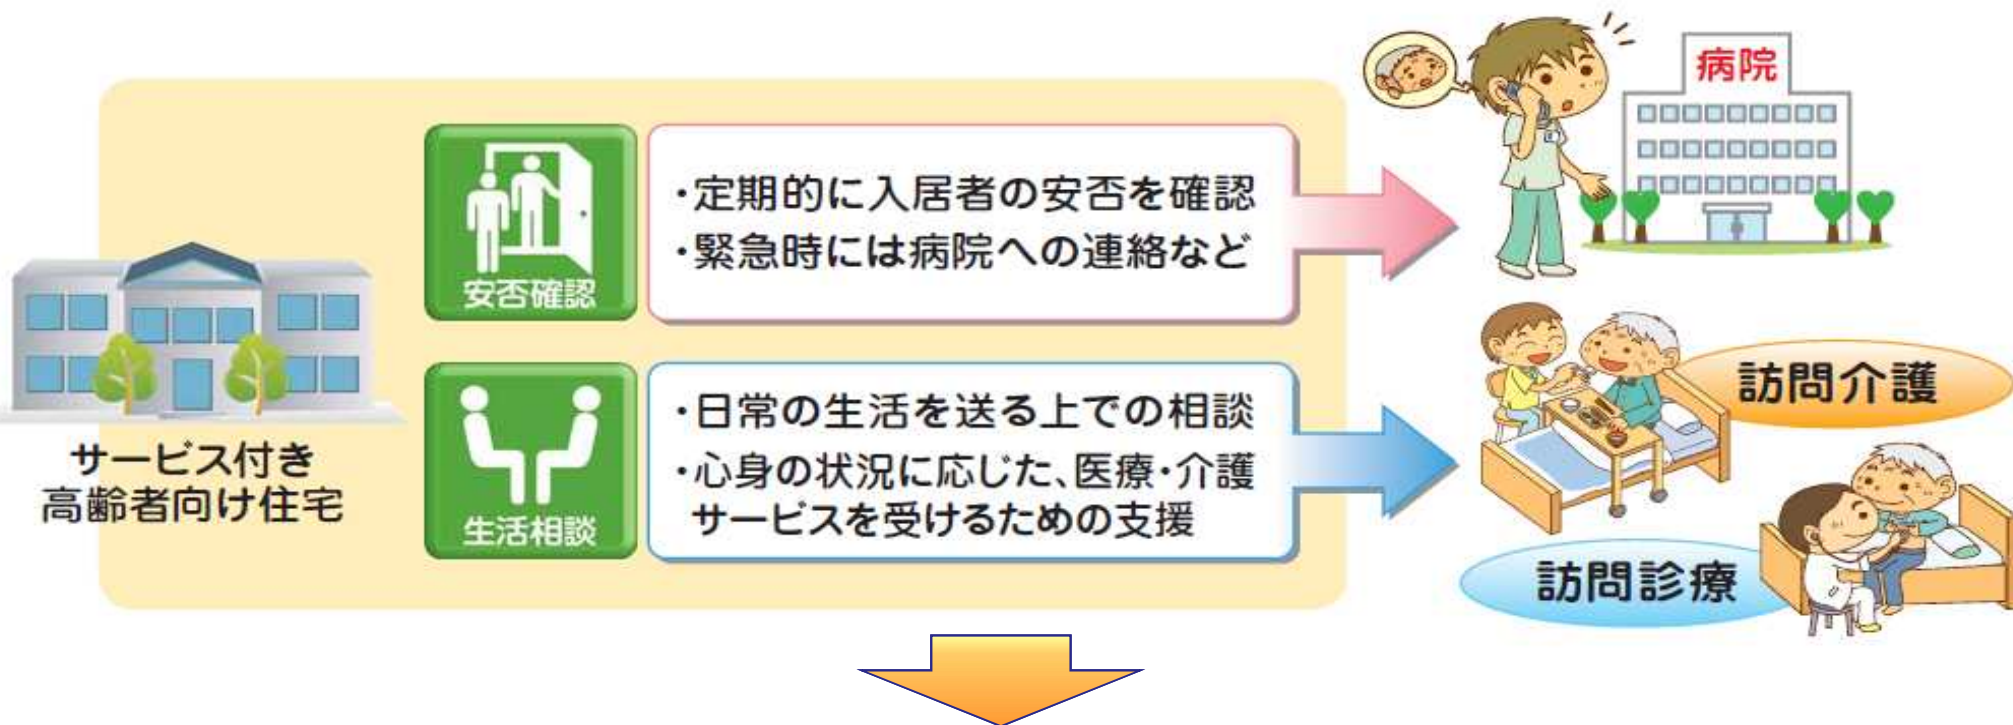 病院
・定期的に入居者の安否を確認
・緊急時には病院への連絡など
安否確認
サービス付き
高齢者向け住宅
・日常の生活を送る上での相談
・心身の状況に応じた、医療・介護
サービスを受けるための支援
生活相談
訪問介護
訪問診療